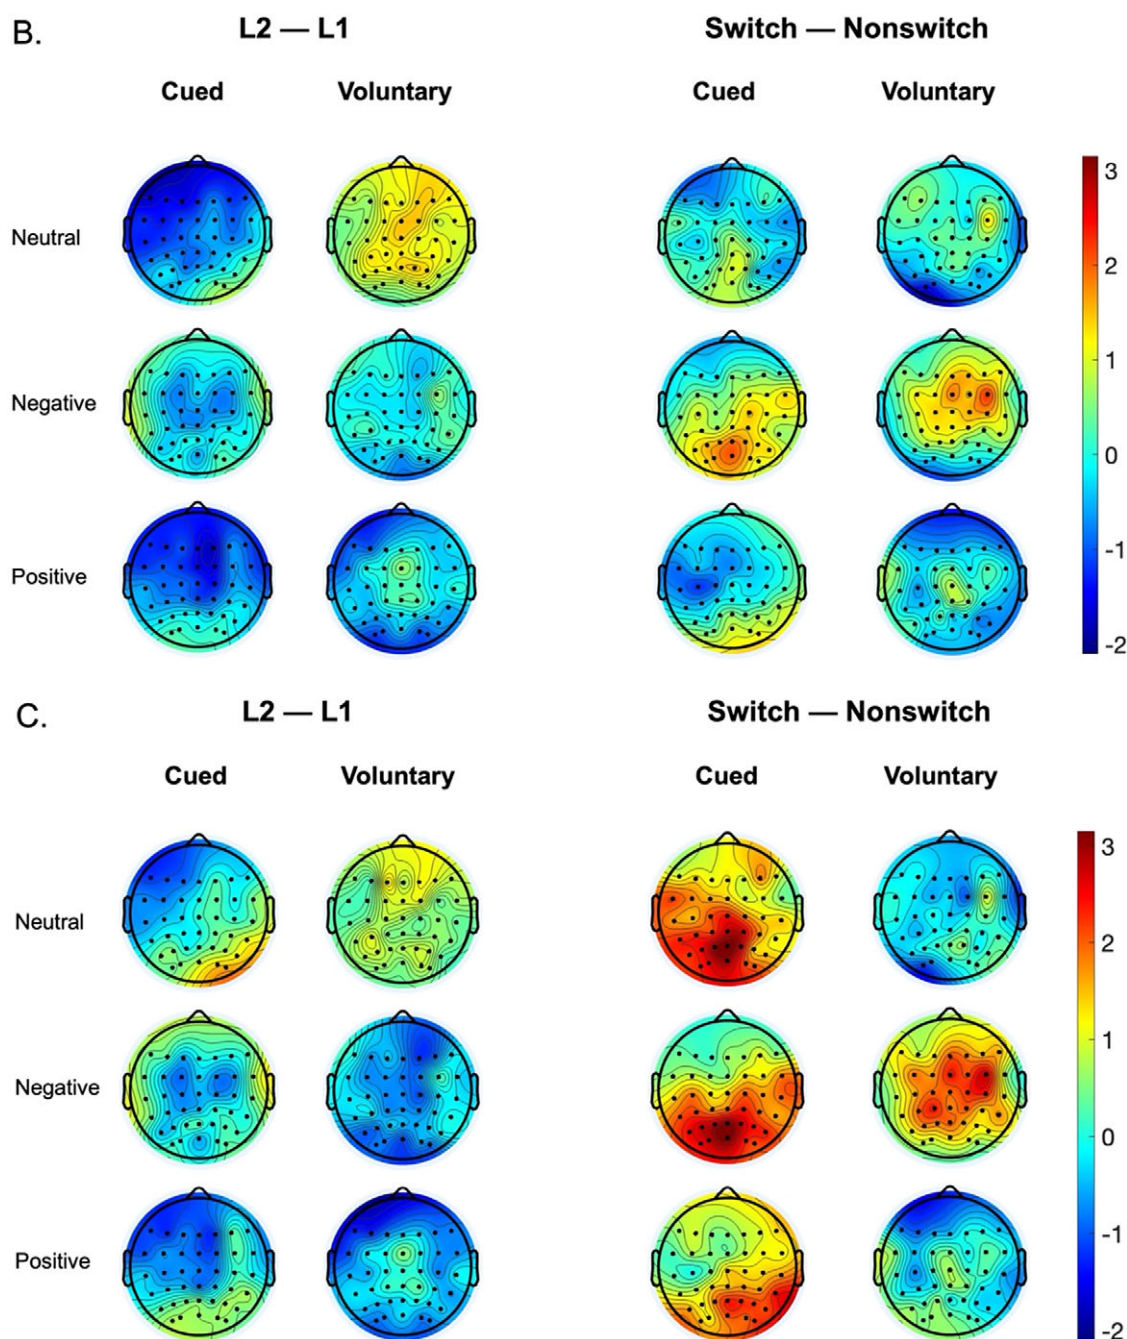 B.
L2 — L1 Switch — Nonswitch
Cued Voluntary Cued Voluntary
3
Neutral
2
1
Negative
0
-1
Positive
-2
C.
L2 — L1 Switch — Nonswitch
Cued Voluntary Cued Voluntary
3
Neutral
2
1
Negative
0
-1
Positive
-2